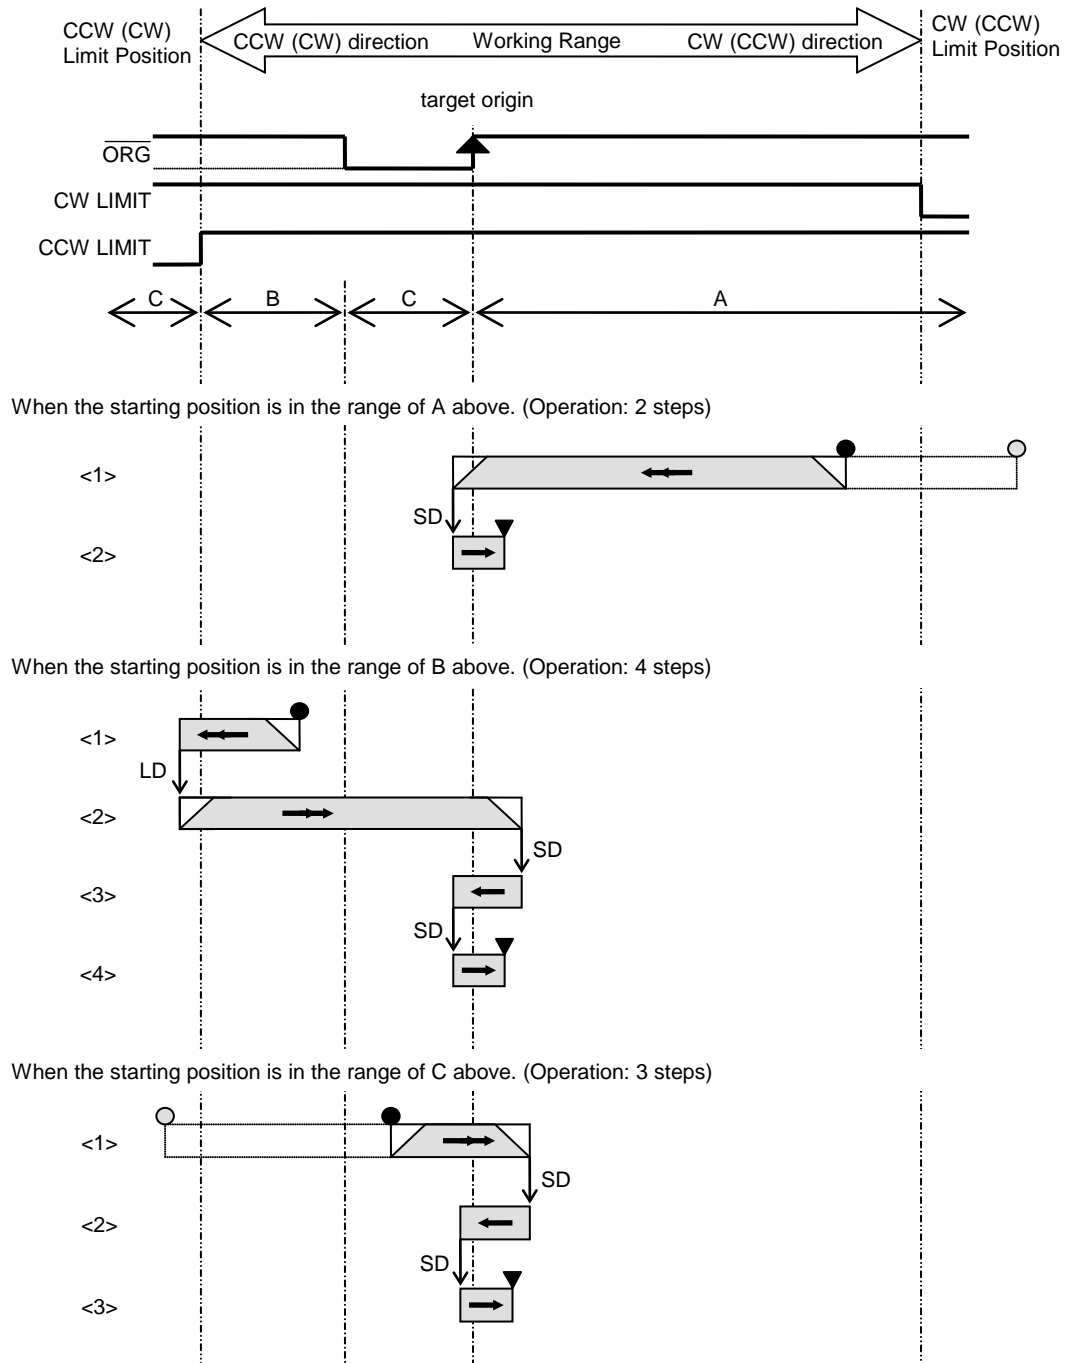 CCW (CW)
Limit Position
CCW (CW) direction
Working Range
CW (CCW) direction
CW (CCW)
Limit Position
target origin
ORG
CW LIMIT
CCW LIMIT
C
B
C
A
When the starting position is in the range of A above. (Operation: 2 steps)
<1>
SD
<2>
When the starting position is in the range of B above. (Operation: 4 steps)
<1>
LD
<2>
SD
<3>
SD
<4>
When the starting position is in the range of C above. (Operation: 3 steps)
<1>
SD
<2>
SD
<3>